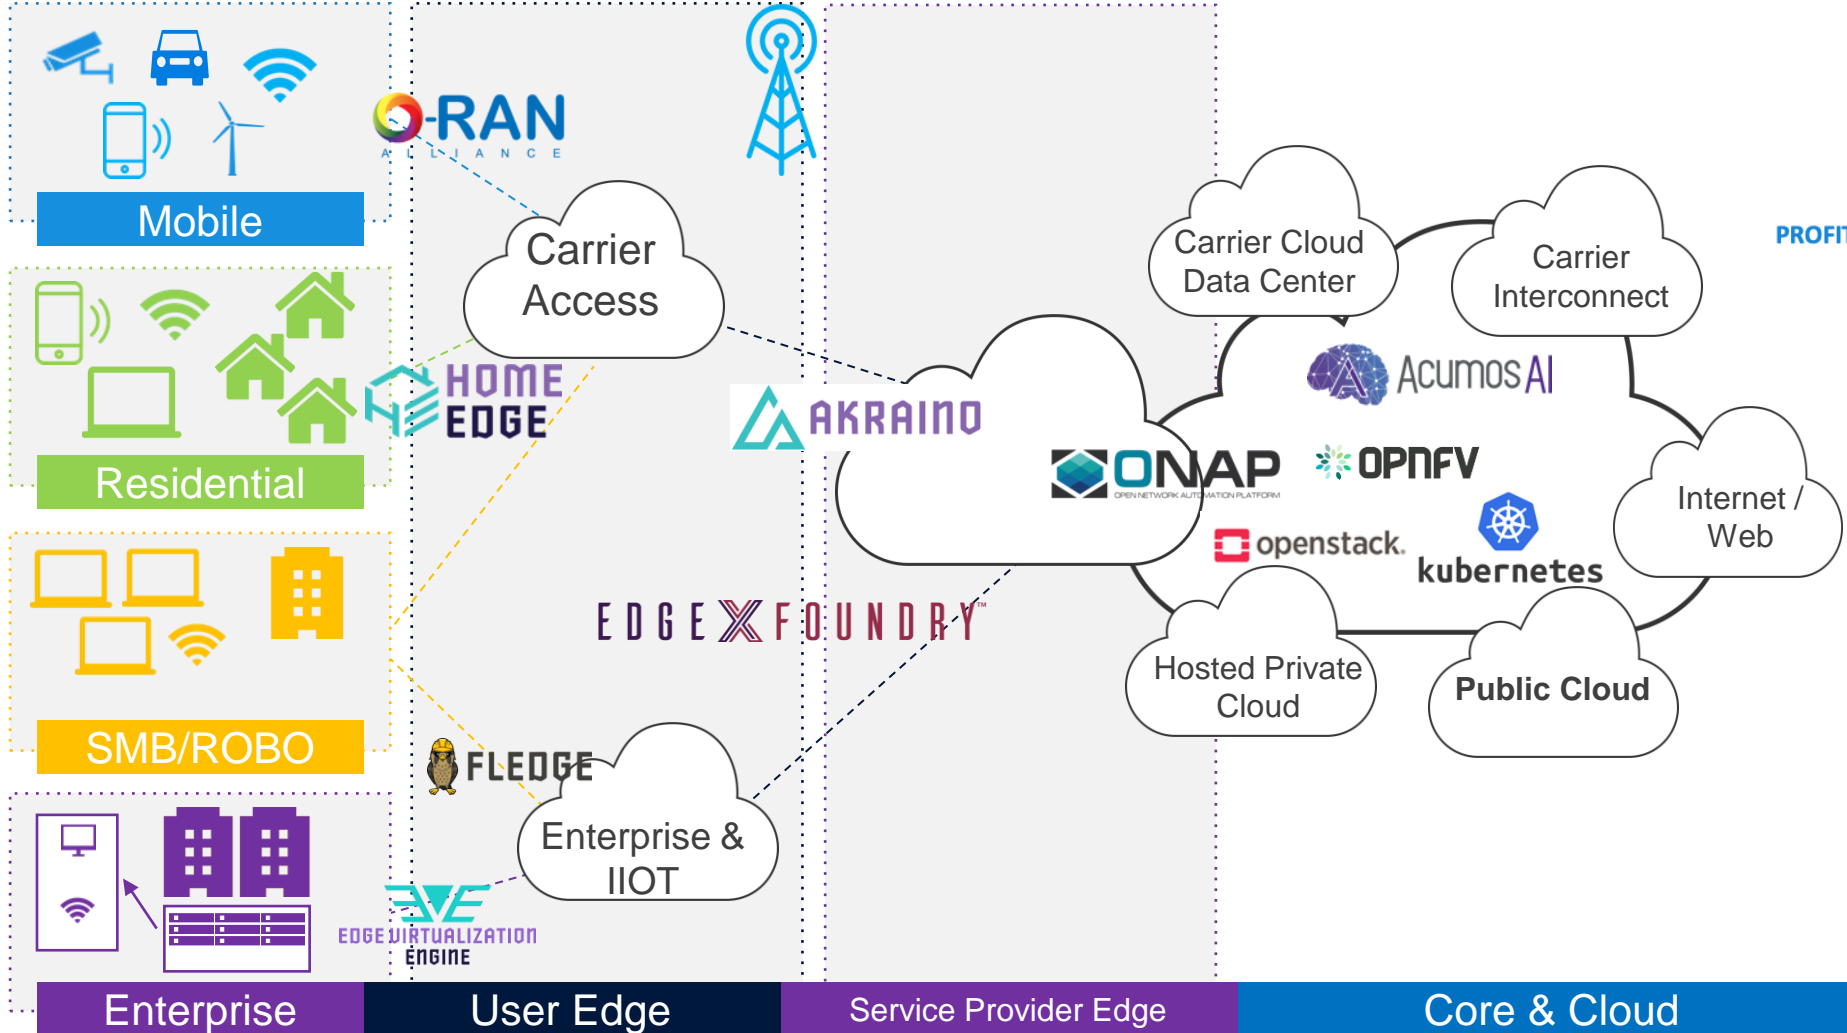 O-RAN
ALLIANCE
Mobile
Carrier
Access
Carrier Cloud
Data Center
Carrier
Interconnect
PROFIT
HOME
EDGE
Residential
AKRAINO
Acumos AI
ONAP
OPEN NETWORK AUTOMATION PLATFORM
OPNFV
Internet /
Web
openstack.
kubernetes
EDGE X FOUNDRY™
SMB/ROBO
Hosted Private
Cloud
Public Cloud
FLEDGE
Enterprise &
IIOT
EDGE VIRTUALIZATION
ENGINE
Enterprise
User Edge
Service Provider Edge
Core & Cloud